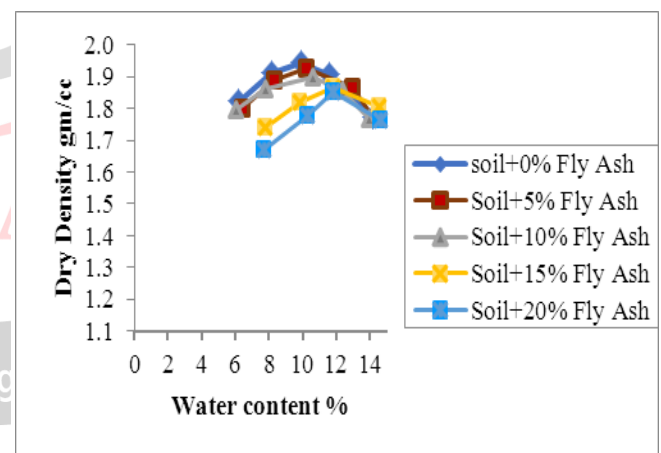 2.0
1.9
1.8
1.7
1.6
1.5
1.4
1.3
1.2
1.1
Dry Density gm/cc
0 2 4 6 8 10 12 14
Water content %
soil+0% Fly Ash
Soil+5% Fly Ash
Soil+10% Fly Ash
Soil+15% Fly Ash
Soil+20% Fly Ash
g